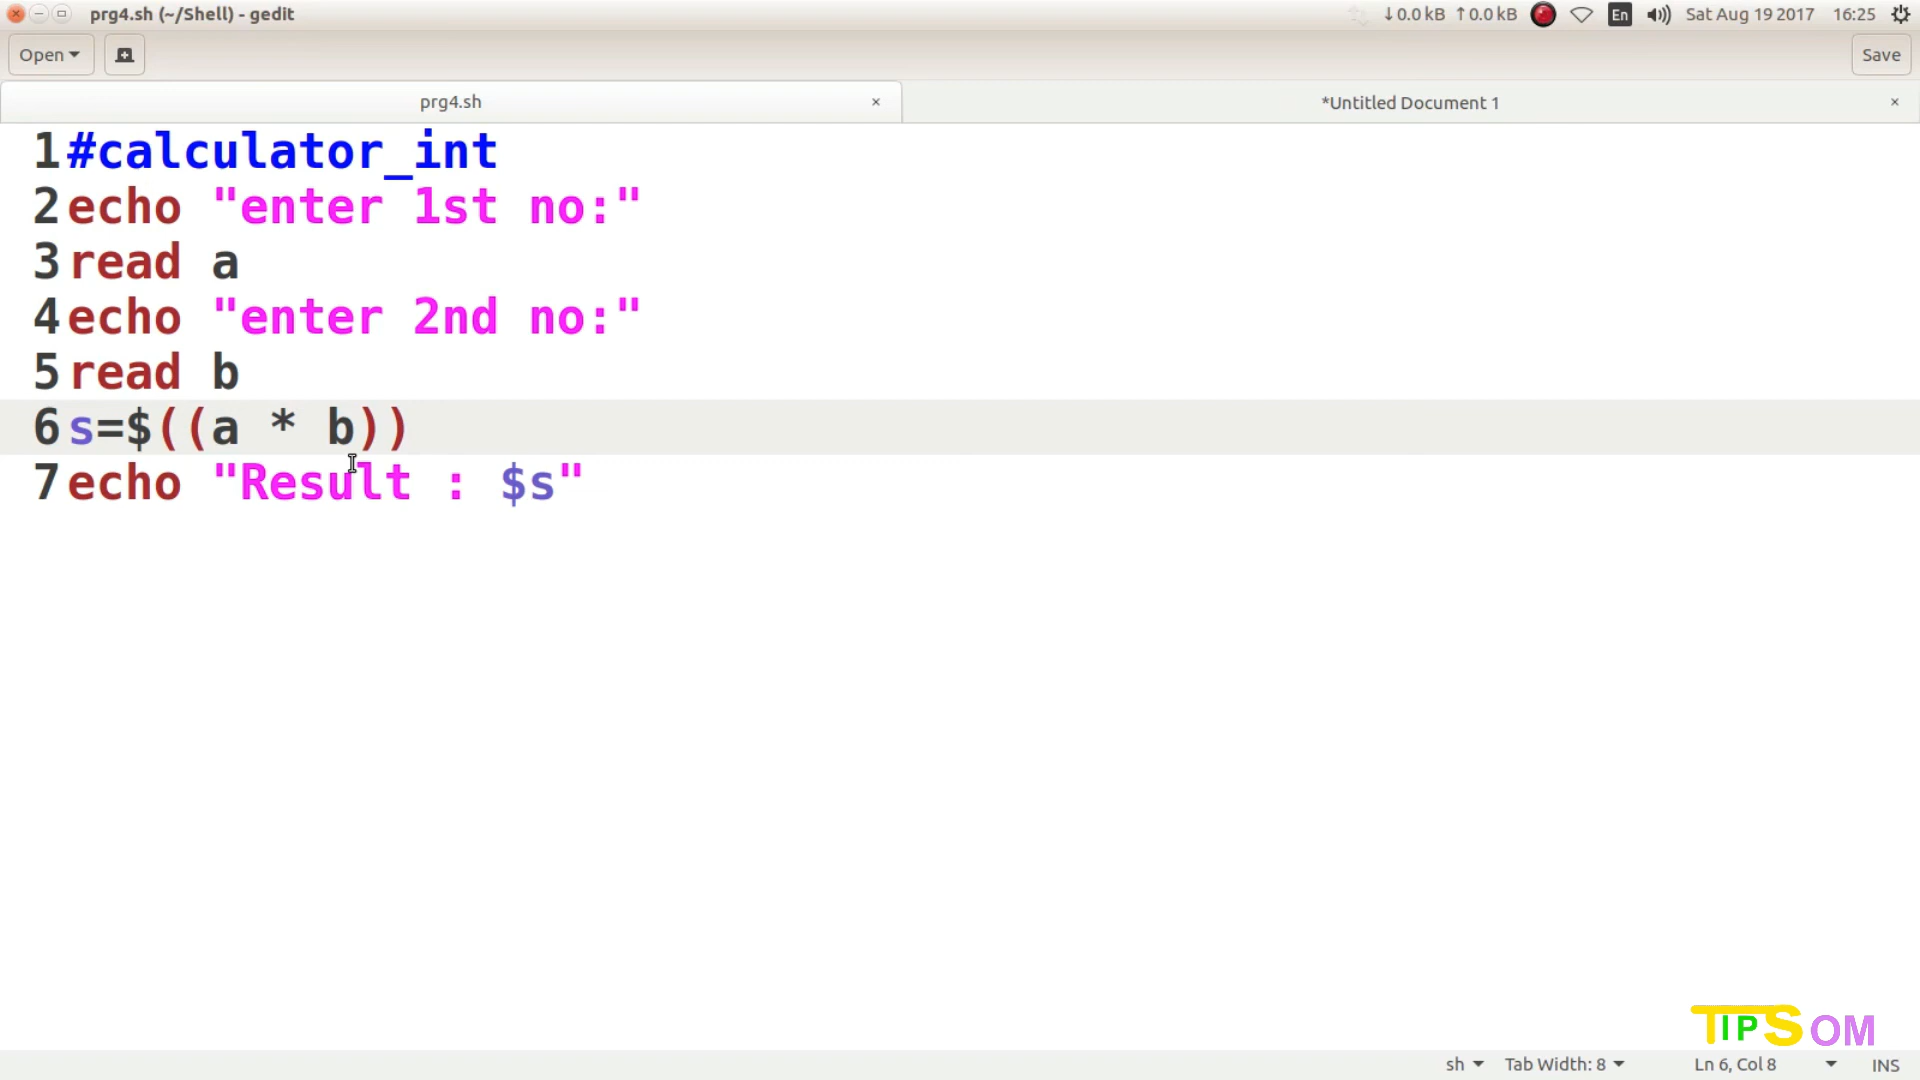 prg4.sh (~/Shell) - gedit
↓0.0 kB ↑0.0 kB En Sat Aug 19 2017 16:25
Open Save
prg4.sh × *Untitled Document 1 ×
1 #calculator_int
2 echo "enter 1st no:"
3 read a
4 echo "enter 2nd no:"
5 read b
6 s=$((a * b))
7 echo "Result : $s"
TIPSOM
sh Tab Width: 8 Ln 6, Col 8 INS